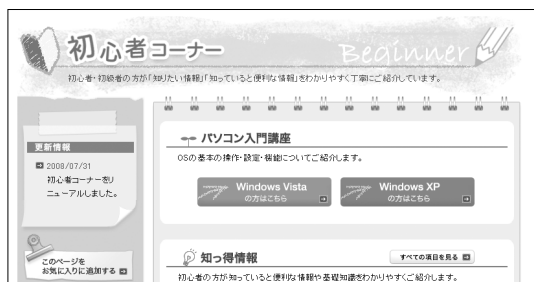 初心者コーナー
Beginner
初心者・初級者の方が「知りたい情報」「知っていると便利な情報」をわかりやすく丁寧にご紹介しています。
更新情報
2008/07/31
初心者コーナーをリ
ニューアルしました。
このページを
お気に入りに追加する
パソコン入門講座
OSの基本の操作・設定・機能についてご紹介します。
Windows Vista
の方はこちら
Windows XP
の方はこちら
知っ得情報
すべての項目を見る
初心者の方が知っていると便利な情報や基礎知識をわかりやすくご紹介します。